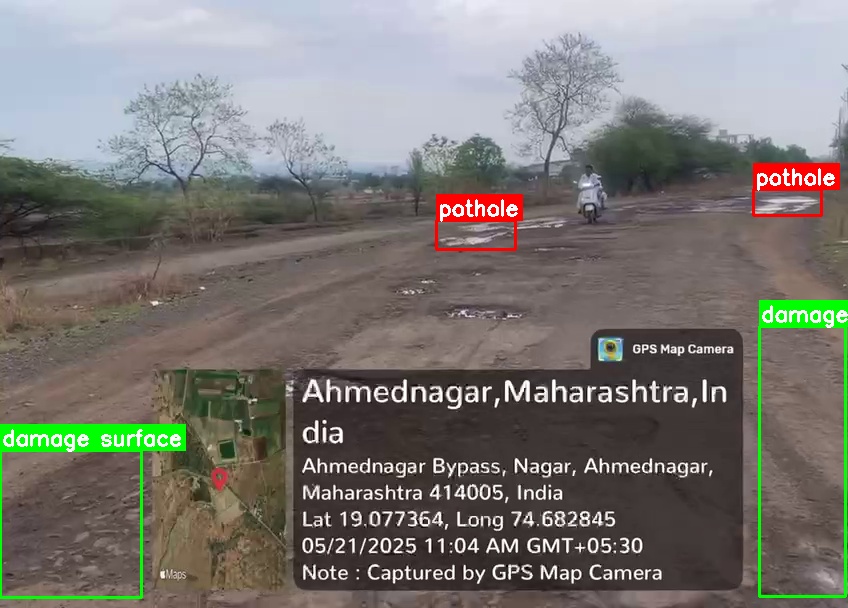 pothole
pothole
damage
GPS Map Camera
Ahmednagar,Maharashtra,In
dia
damage surface
Ahmednagar Bypass, Nagar, Ahmednagar,
Maharashtra 414005, India
Lat 19.077364, Long 74.682845
05/21/2025 11:04 AM GMT+05:30
Note : Captured by GPS Map Camera
Maps